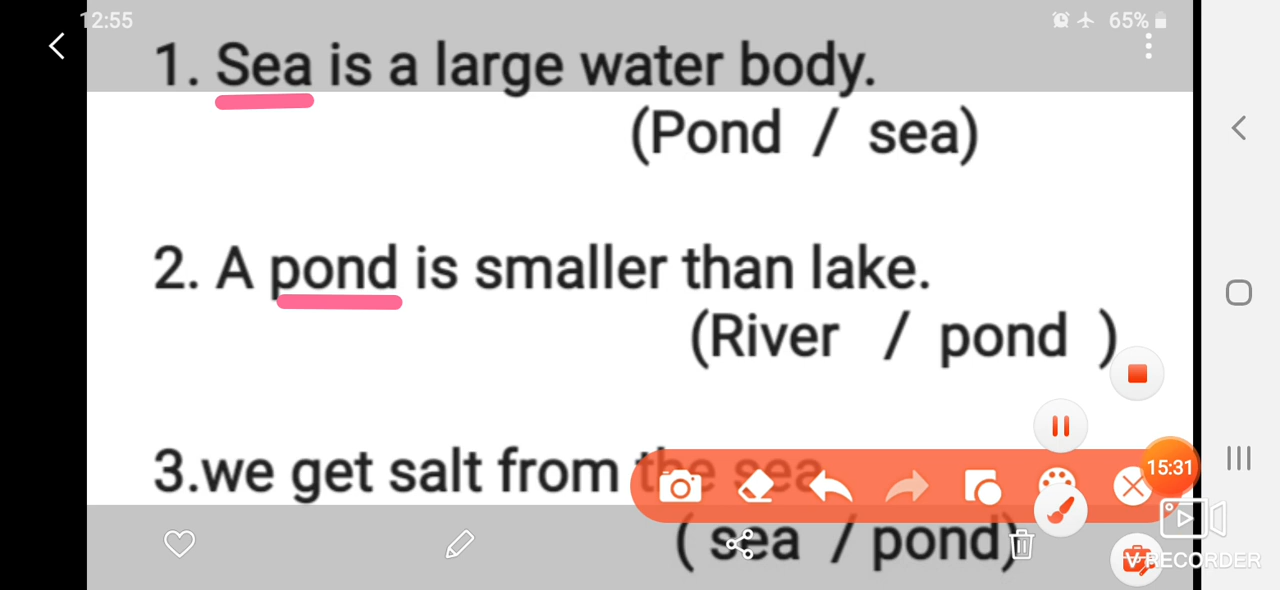 12:55
65%
1. Sea is a large water body.
(Pond / sea)
2. A pond is smaller than lake.
(River / pond )
3.we get salt from the sea
( sea / pond)
15:31
V RECORDER